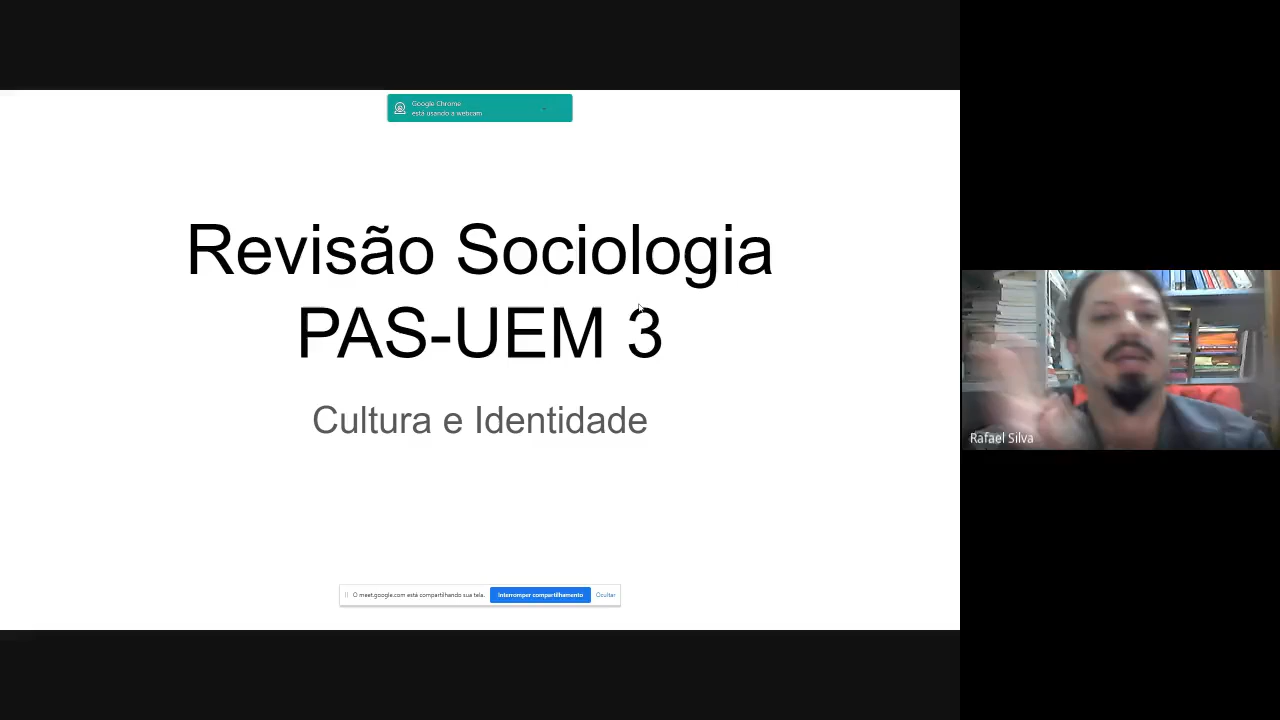 Google Chrome
está usando a webcam
Revisão Sociologia
PAS-UEM 3
Cultura e Identidade
Rafael Silva
O meet.google.com está compartilhando sua tela.
Interromper compartilhamento
Ocultar